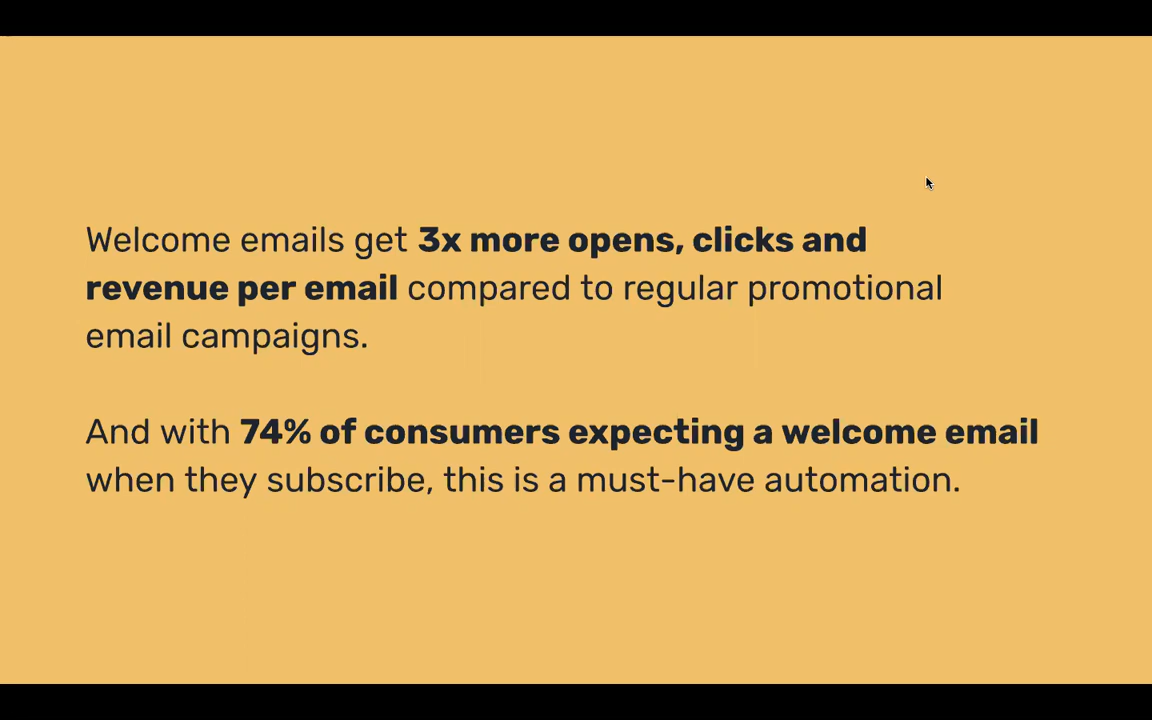 Welcome emails get 3x more opens, clicks and
revenue per email compared to regular promotional
email campaigns.
And with 74% of consumers expecting a welcome email
when they subscribe, this is a must-have automation.